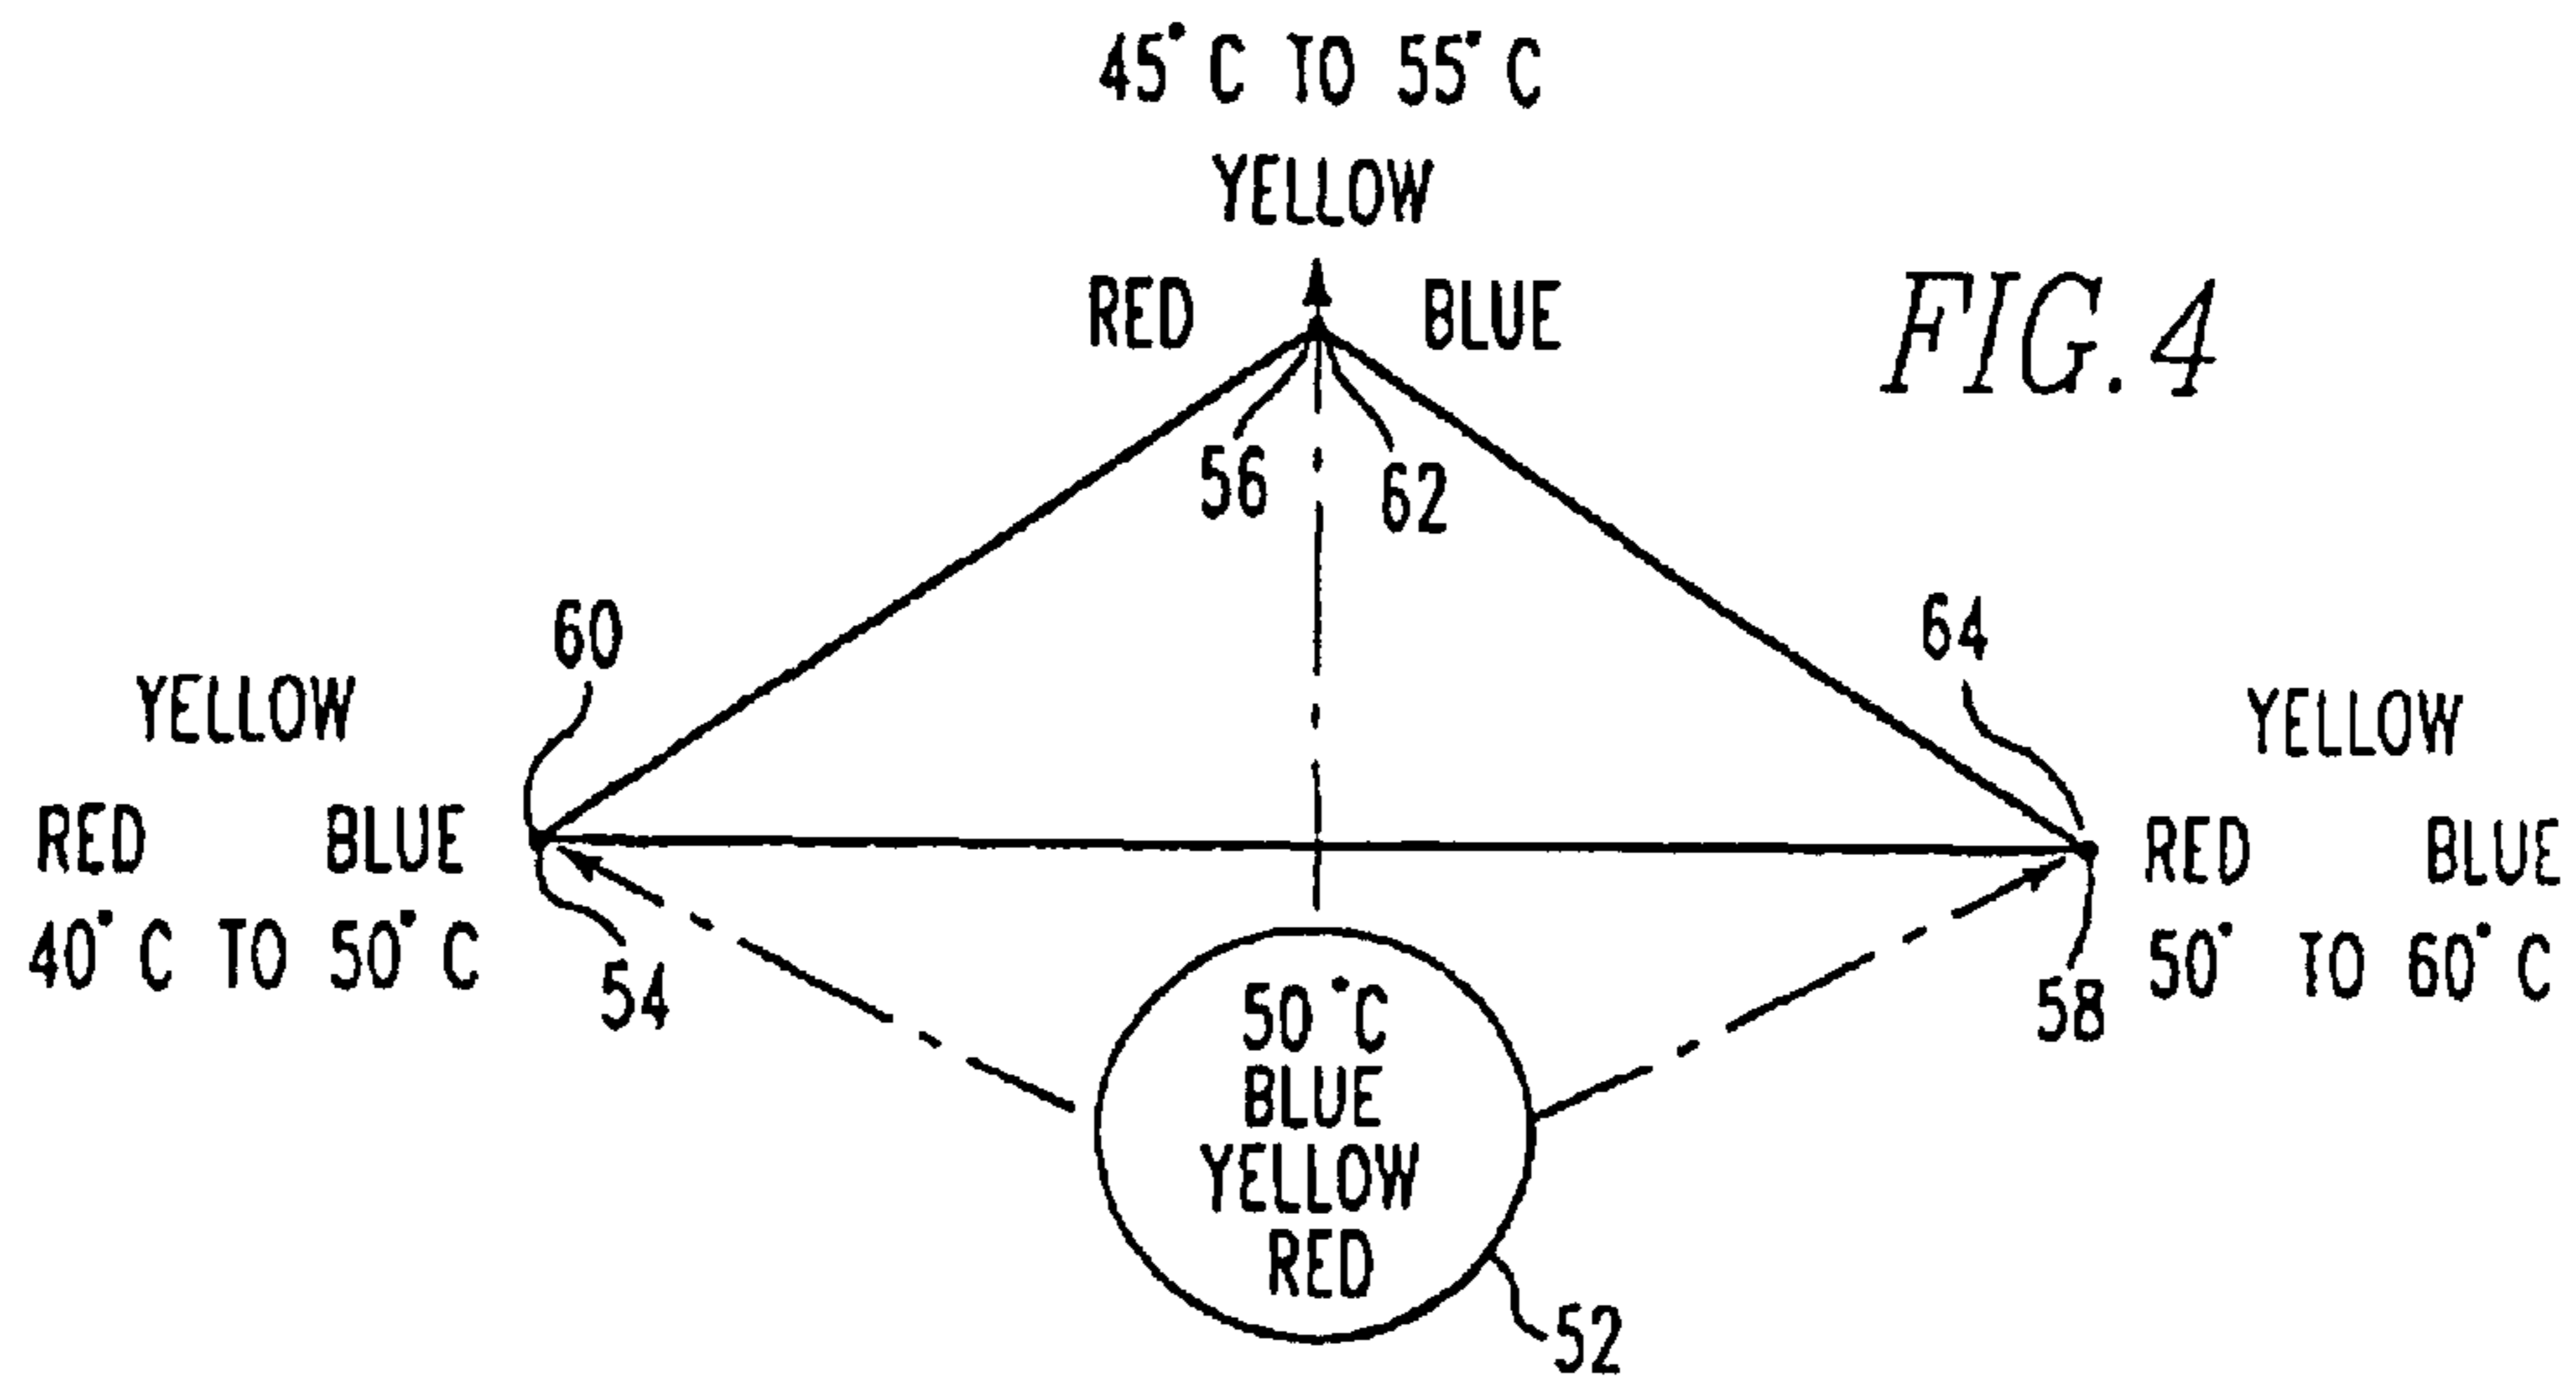 45°C TO 55°C
YELLOW
RED BLUE
FIG. 4
56 62
60
64
YELLOW
YELLOW
RED BLUE
RED BLUE
40°C TO 50°C
50° TO 60°C
54
58
50°C
BLUE
YELLOW
RED
52